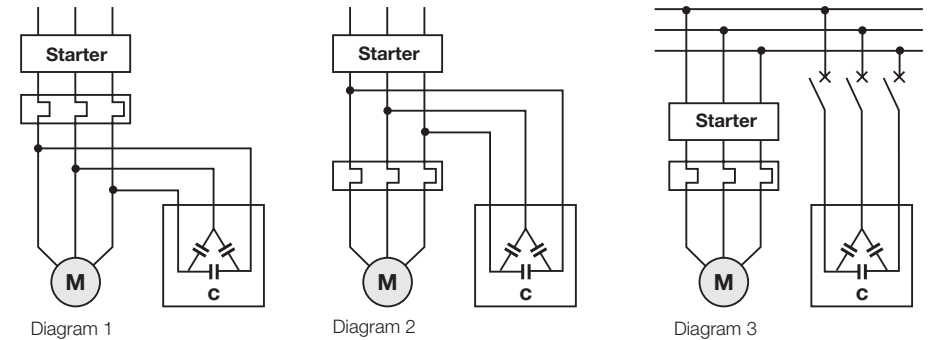 Starter
M
C
Diagram 1
Starter
M
C
Diagram 2
Starter
M
C
Diagram 3